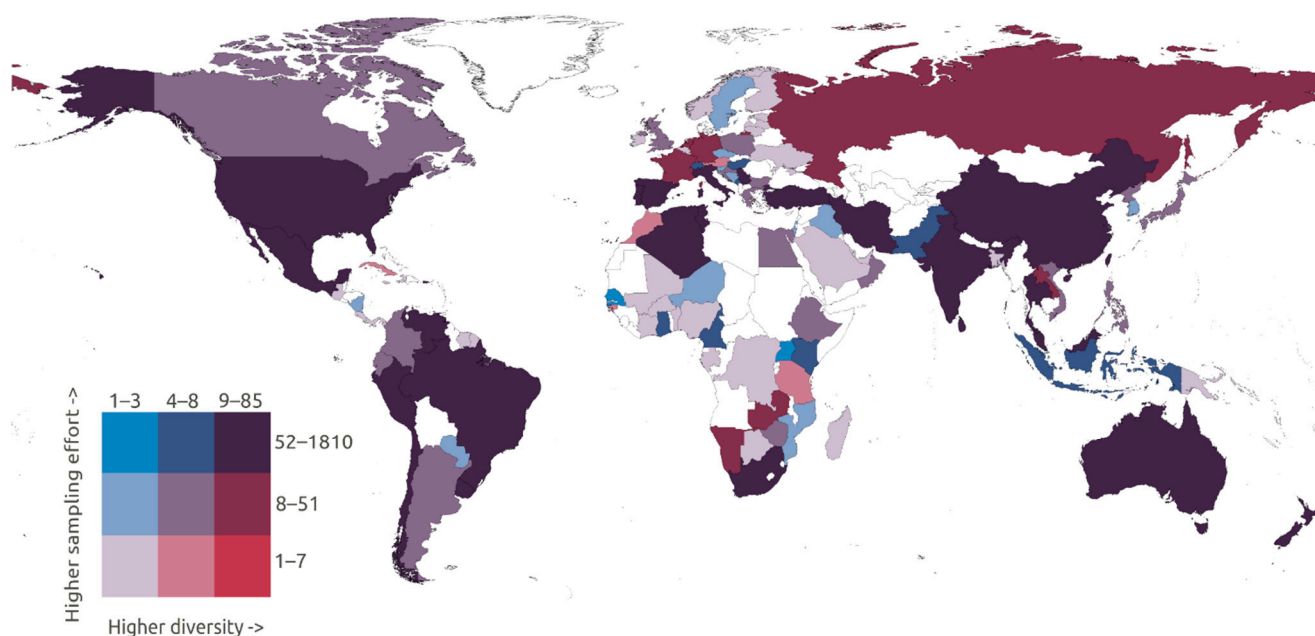 1–3 4–8 9–85
52–1810
8–51
1–7
Higher sampling effort ->
Higher diversity ->